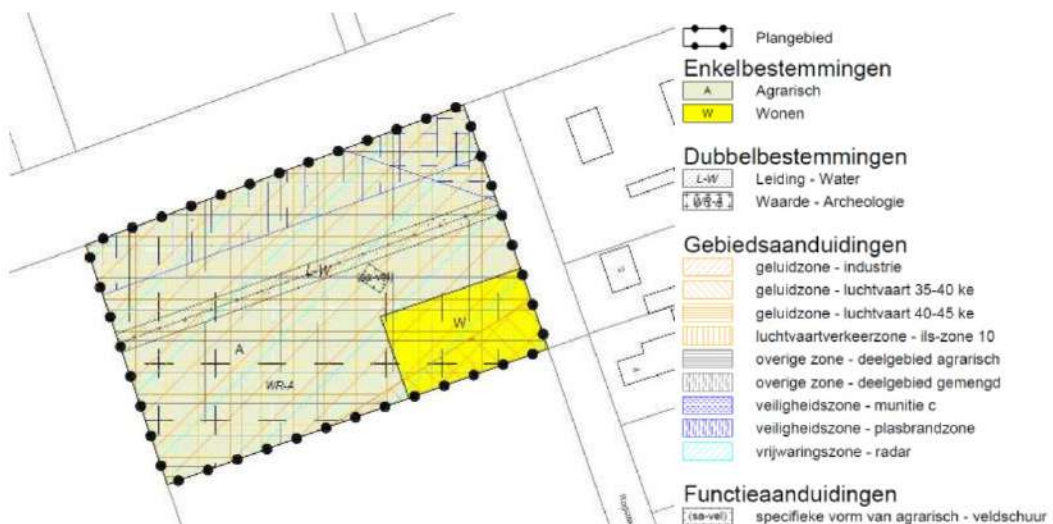 Plangebied
Enkelbestemmingen
A Agrarisch
W Wonen
Dubbelbestemmingen
L-W Leiding - Water
WR-A Waarde - Archeologie
Gebiedsaanduidingen
geluidzone - industrie
geluidzone - luchtvaart 35-40 ke
geluidzone - luchtvaart 40-45 ke
luchtvaartverkeerzone - ils-zone 10
overige zone - deelgebied agrarisch
overige zone - deelgebied gemengd
veiligheidszone - munitie c
veiligheidszone - plasbrandzone
vrijwaringszone - radar
Functieaanduidingen
(sa-vel) specifieke vorm van agrarisch - veldschuur
L-W
(sa-vel)
W
A
WR-A